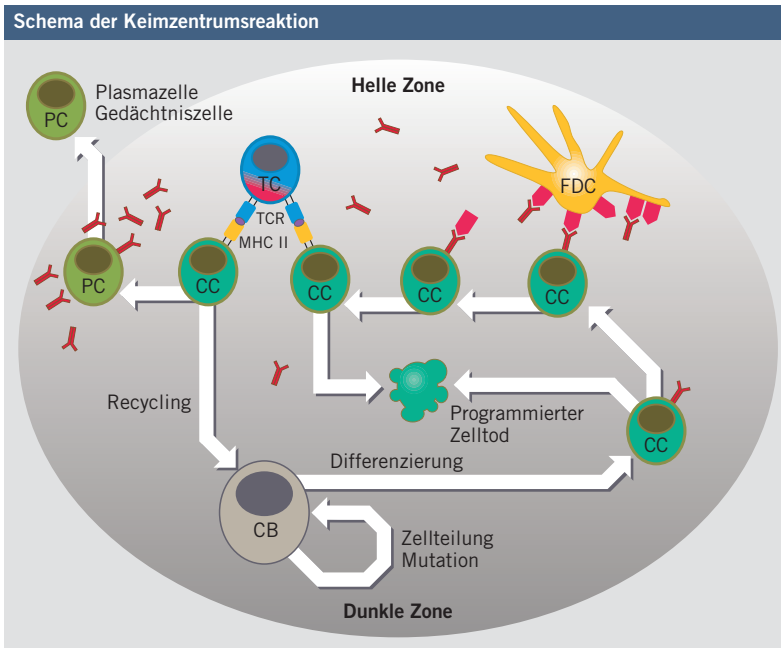 Schema der Keimzentrumsreaktion
Helle Zone
Plasmazelle
Gedächtniszelle
PC
TC
FDC
TCR
MHC II
PC
CC
CC
CC
CC
Recycling
Programmierter
Zelltod
CC
Differenzierung
CB
Zellteilung
Mutation
Dunkle Zone